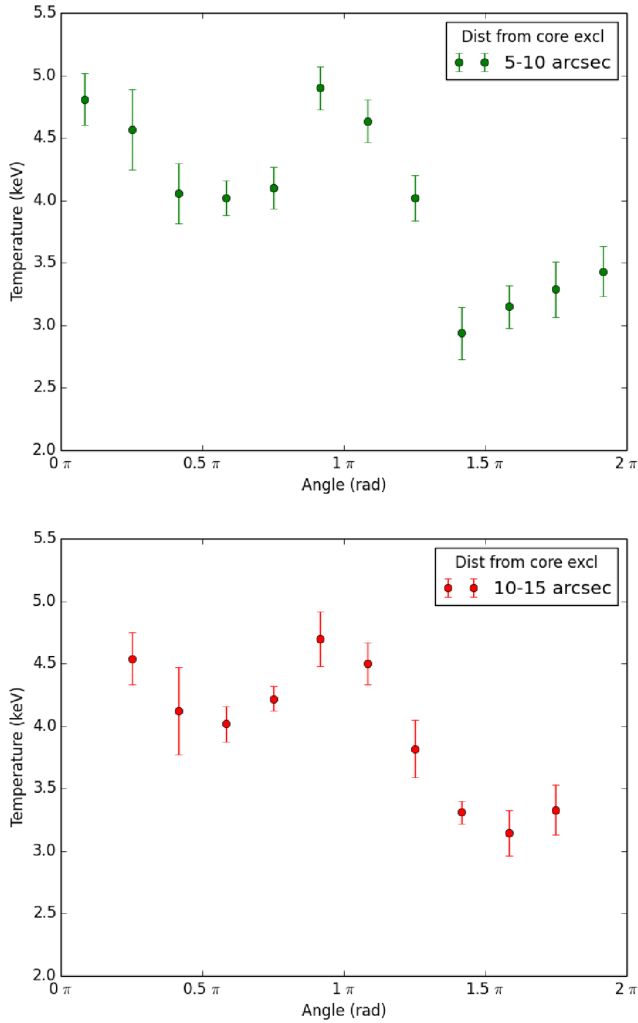 5.5
Dist from core excl
5-10 arcsec
5.0
4.5
4.0
3.5
3.0
2.5
2.0
Temperature (keV)
0 π 0.5 π 1 π 1.5 π 2 π
Angle (rad)
5.5
Dist from core excl
10-15 arcsec
5.0
4.5
4.0
3.5
3.0
2.5
2.0
Temperature (keV)
0 π 0.5 π 1 π 1.5 π 2 π
Angle (rad)